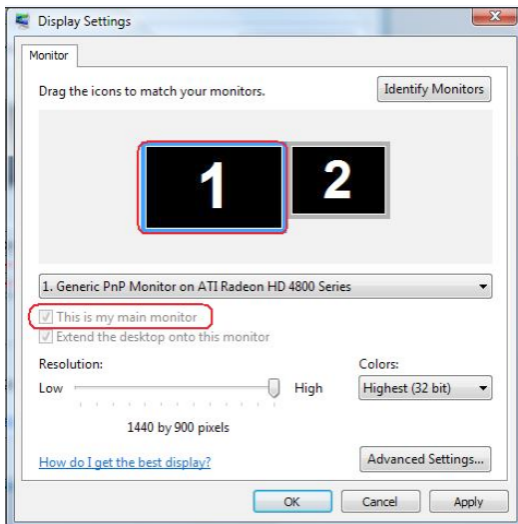 Display Settings
Monitor
Drag the icons to match your monitors.
Identify Monitors
1 2
1. Generic PnP Monitor on ATI Radeon HD 4800 Series
This is my main monitor
Extend the desktop onto this monitor
Resolution: Colors:
Low High Highest (32 bit)
1440 by 900 pixels
How do I get the best display? Advanced Settings...
OK Cancel Apply